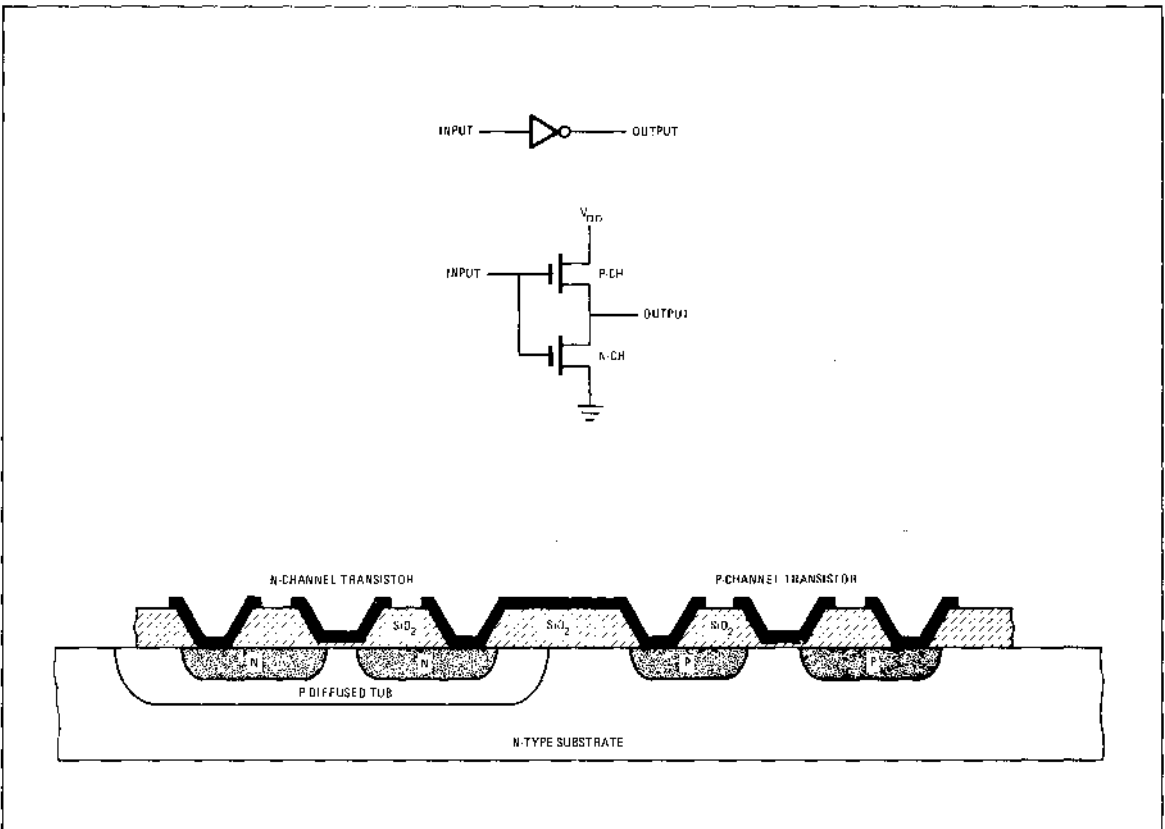 INPUT
OUTPUT
VDD
INPUT
P-CH
OUTPUT
N-CH
N-CHANNEL TRANSISTOR
P-CHANNEL TRANSISTOR
SiO2
SiO2
SiO2
N
N
P
P
P DIFFUSED TUB
N-TYPE SUBSTRATE